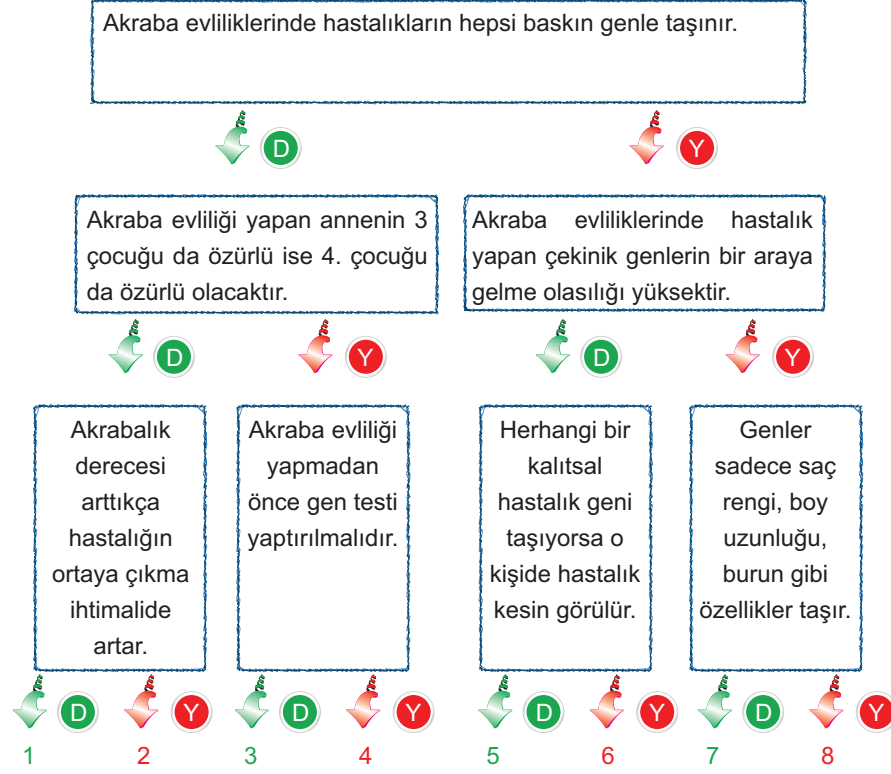 Akraba evliliklerinde hastalıkların hepsi baskın genle taşınır.
D
Y
Akraba evliliği yapan annenin 3
çocuğu da özürlü ise 4. çocuğu
da özürlü olacaktır.
Akraba evliliklerinde hastalık
yapan çekinik genlerin bir araya
gelme olasılığı yüksektir.
D
Y
D
Y
Akrabalık
derecesi
arttıkça
hastalığın
ortaya çıkma
ihtimalide
artar.
Akraba evliliği
yapmadan
önce gen testi
yaptırılmalıdır.
Herhangi bir
kalıtsal
hastalık geni
taşıyorsa o
kişide hastalık
kesin görülür.
Genler
sadece saç
rengi, boy
uzunluğu,
burun gibi
özellikler taşır.
D
Y
D
Y
D
Y
D
Y
1
2
3
4
5
6
7
8